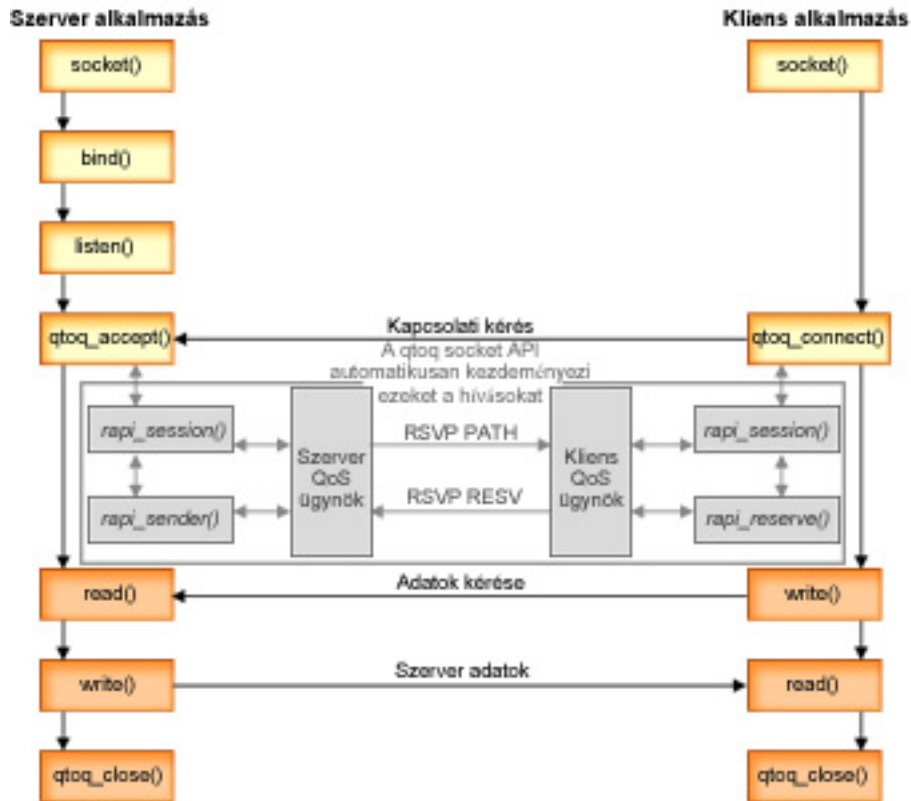 Szerver alkalmazás
Kliens alkalmazás
socket()
socket()
bind()
listen()
qtoq_accept()
Kapcsolati kérés
qtoq_connect()
A qtoq socket API
automatikusan kezdeményezi
ezeket a hívásokat
rapi_session()
Szerver
QoS
ügynök
RSVP PATH
Kliens
QoS
ügynök
rapi_session()
rapi_sender()
RSVP RESV
rapi_reserve()
read()
Adatok kérése
write()
write()
Szerver adatok
read()
qtoq_close()
qtoq_close()